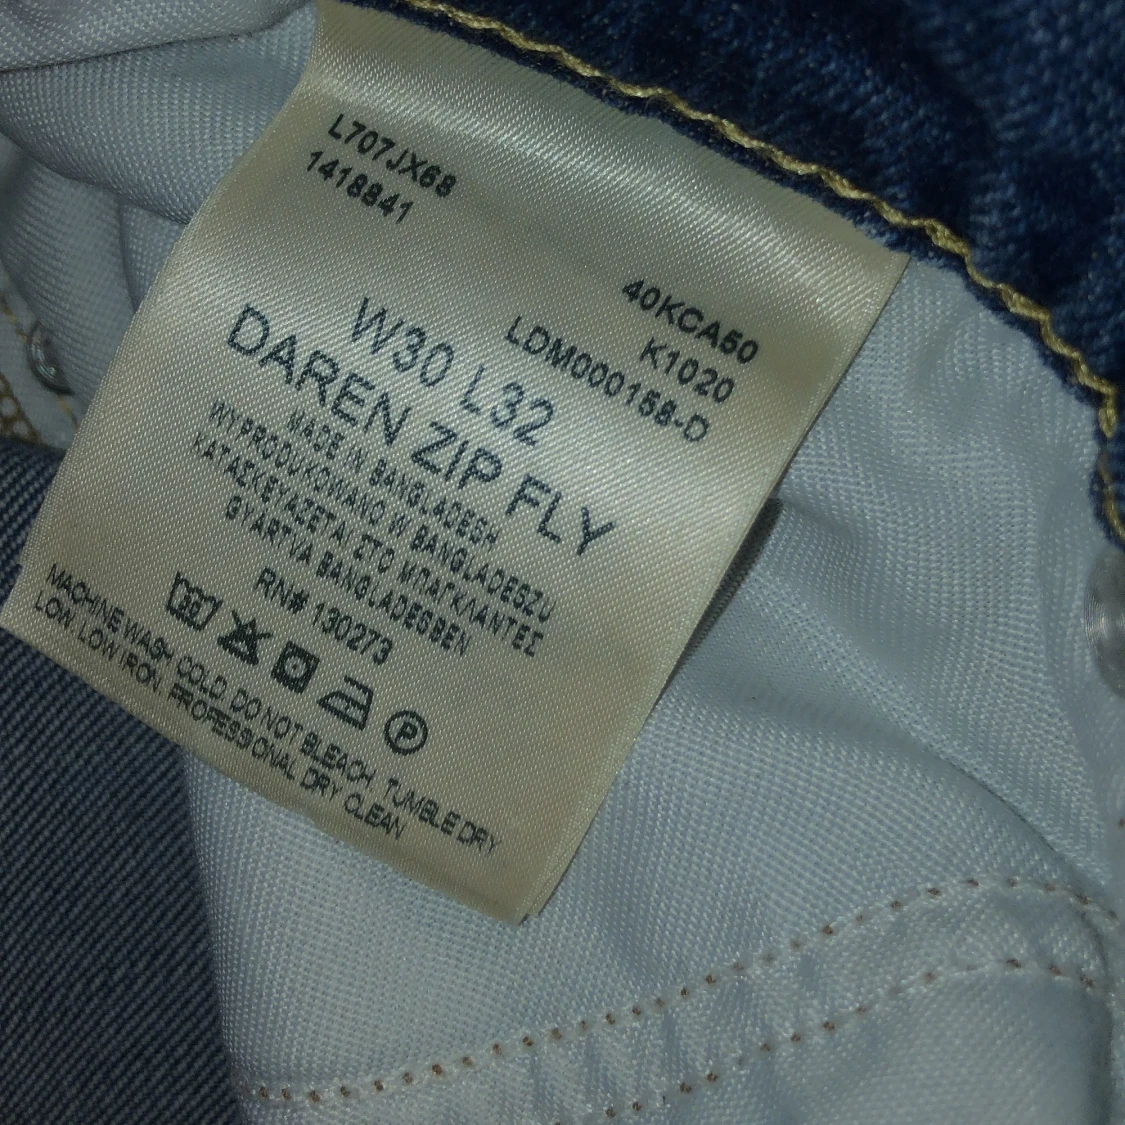 L707JX68
1418841
40KCA50
K1020
LDM000158-D
W30 L32
DAREN ZIP FLY
MADE IN BANGLADESH
WYPRODUKOWANO W BANGLADESZU
ΚΑΤΑΣΚΕΥΑΖΕΤΑΙ ΣΤΟ ΜΠΑΓΚΛΑΝΤΕΣ
GYÁRTVA BANGLADESBEN
RN# 130273
P
MACHINE WASH COLD DO NOT BLEACH TUMBLE DRY
LOW LOW IRON PROFESSIONAL DRY CLEAN